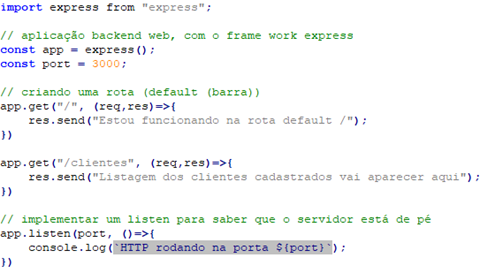 import express from "express";
// aplicação backend web, com o frame work express
const app = express();
const port = 3000;
// criando uma rota (default (barra))
app.get("/", (req,res)=>{
res.send("Estou funcionando na rota default /");
})
app.get("/clientes", (req,res)=>{
res.send("Listagem dos clientes cadastrados vai aparecer aqui");
})
// implementar um listen para saber que o servidor está de pé
app.listen(port, ()=>{
console.log(`HTTP rodando na porta ${port}`);
})